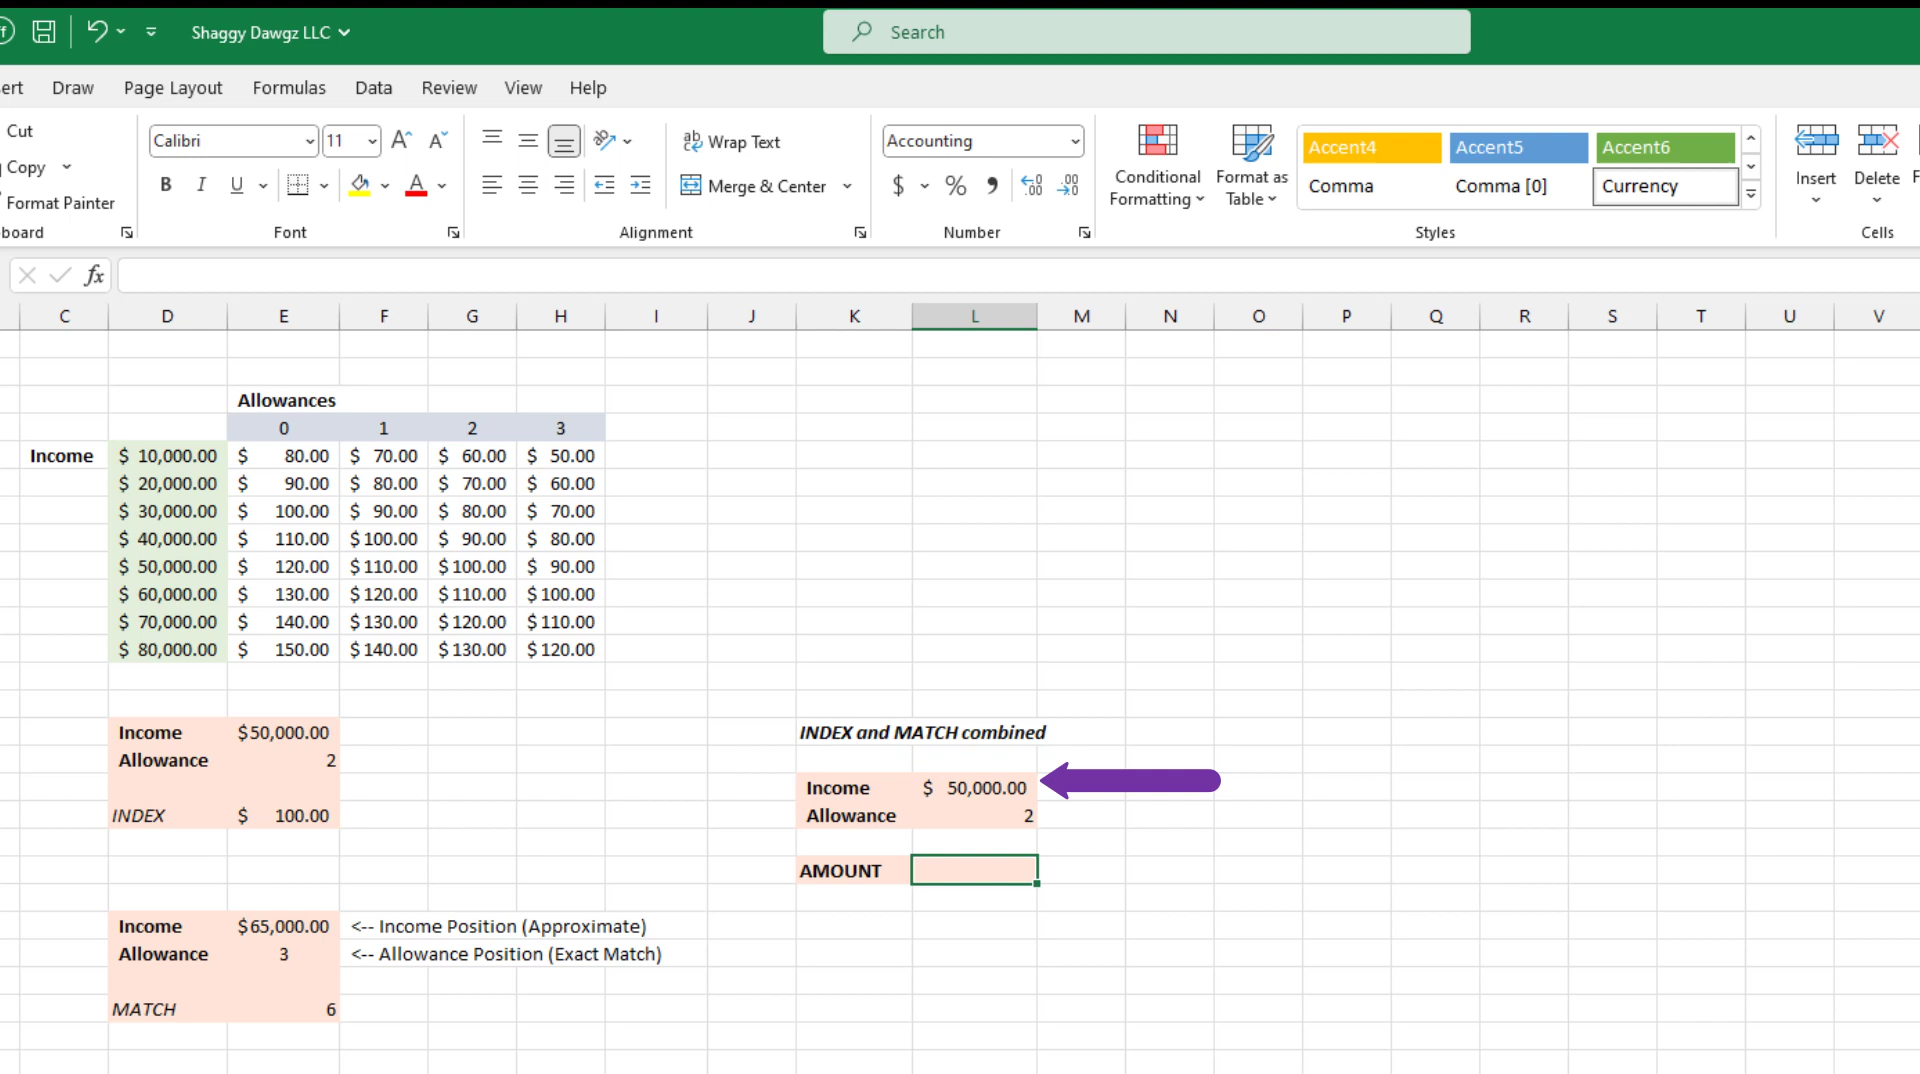 Shaggy Dawgz LLC Search
Draw Page Layout Formulas Data Review View Help
Cut
Copy
Format Painter
Calibri 11
B I U A
ab Wrap Text
Merge & Center
Accounting
$ % 9
Conditional Formatting
Format as Table
Accent4 Accent5 Accent6
Comma Comma [0] Currency
Insert Delete
Font Alignment Number Styles Cells
fx
C D E F G H I J K L M N O P Q R S T U V
Allowances
0 1 2 3
Income $ 10,000.00 $ 80.00 $ 70.00 $ 60.00 $ 50.00
$ 20,000.00 $ 90.00 $ 80.00 $ 70.00 $ 60.00
$ 30,000.00 $ 100.00 $ 90.00 $ 80.00 $ 70.00
$ 40,000.00 $ 110.00 $ 100.00 $ 90.00 $ 80.00
$ 50,000.00 $ 120.00 $ 110.00 $ 100.00 $ 90.00
$ 60,000.00 $ 130.00 $ 120.00 $ 110.00 $ 100.00
$ 70,000.00 $ 140.00 $ 130.00 $ 120.00 $ 110.00
$ 80,000.00 $ 150.00 $ 140.00 $ 130.00 $ 120.00
Income $50,000.00
Allowance 2
INDEX $ 100.00
INDEX and MATCH combined
Income $ 50,000.00
Allowance 2
AMOUNT
Income $65,000.00 <-- Income Position (Approximate)
Allowance 3 <-- Allowance Position (Exact Match)
MATCH 6